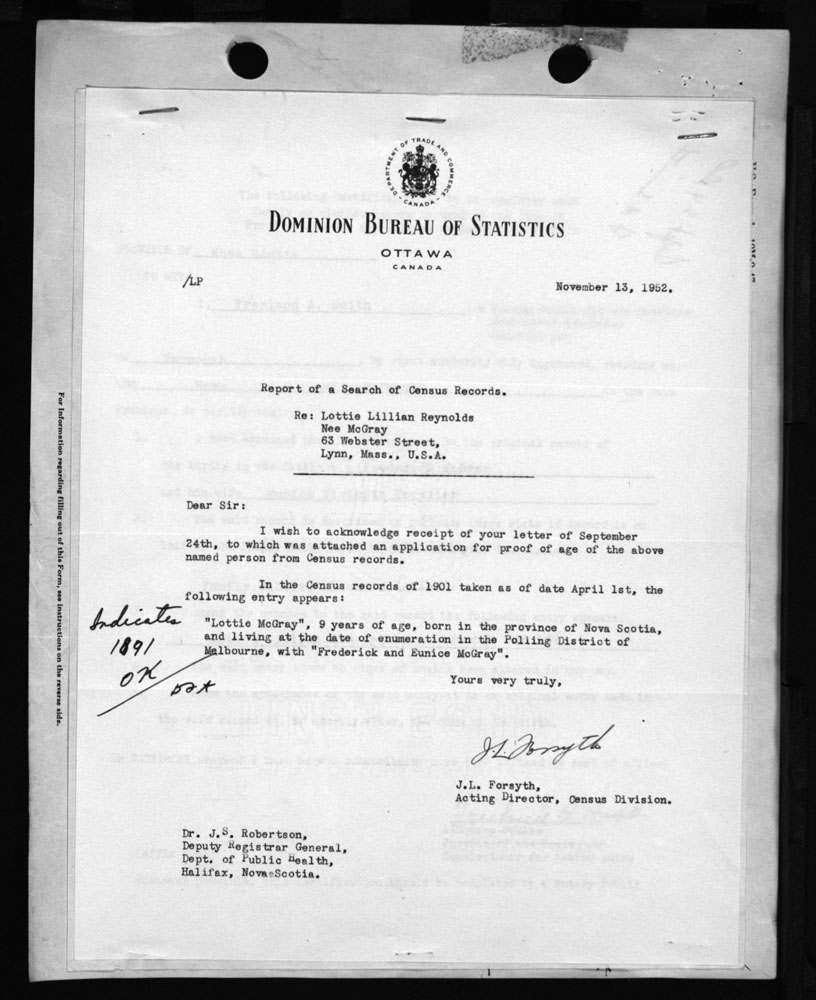 DEPARTMENT OF TRADE AND COMMERCE
CANADA
DOMINION BUREAU OF STATISTICS
OTTAWA
CANADA
/LP
November 13, 1952.
Report of a Search of Census Records.
Re: Lottie Lillian Reynolds
Nee McGray
63 Webster Street,
Lynn, Mass., U.S.A.
Dear Sir:
I wish to acknowledge receipt of your letter of September
24th, to which was attached an application for proof of age of the above
named person from Census records.
In the Census records of 1901 taken as of date April 1st, the
following entry appears:
"Lottie McGray", 9 years of age, born in the province of Nova Scotia,
and living at the date of enumeration in the Polling District of
Melbourne, with "Frederick and Eunice McGray".
Indicates
1891
OK
Yours very truly,
J.L. Forsyth
J.L. Forsyth,
Acting Director, Census Division.
Dr. J.S. Robertson,
Deputy Registrar General,
Dept. of Public Health,
Halifax, Nova Scotia.
For Information regarding filling out of this Form, see instructions on the reverse side.